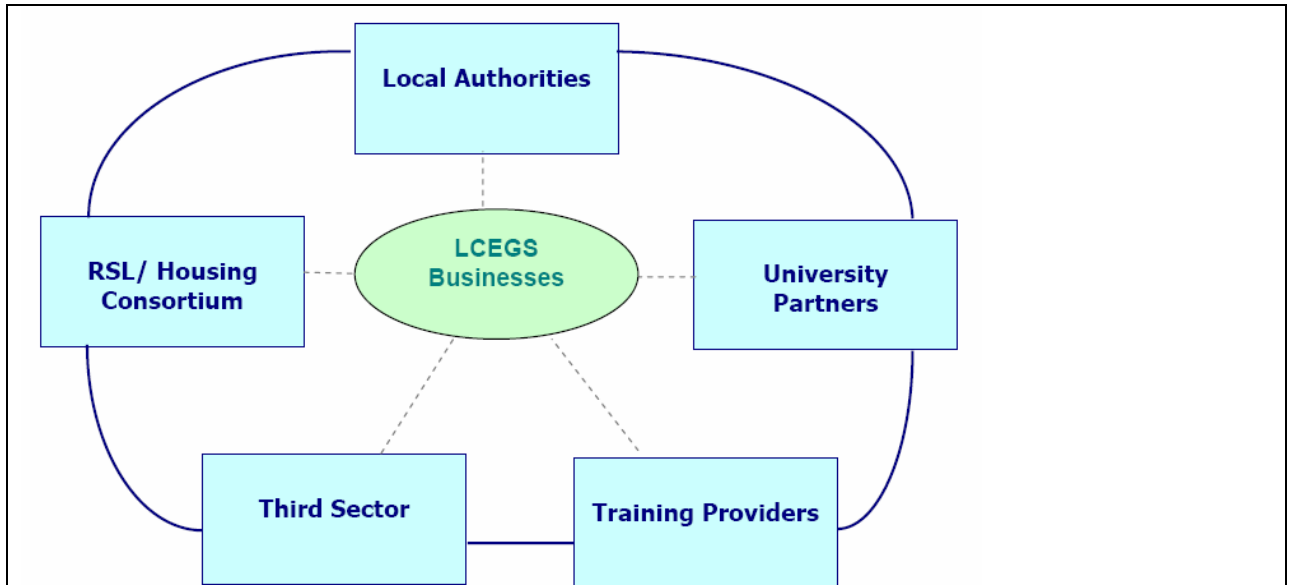 Local Authorities
LCEGS
Businesses
RSL/ Housing
Consortium
University
Partners
Third Sector
Training Providers